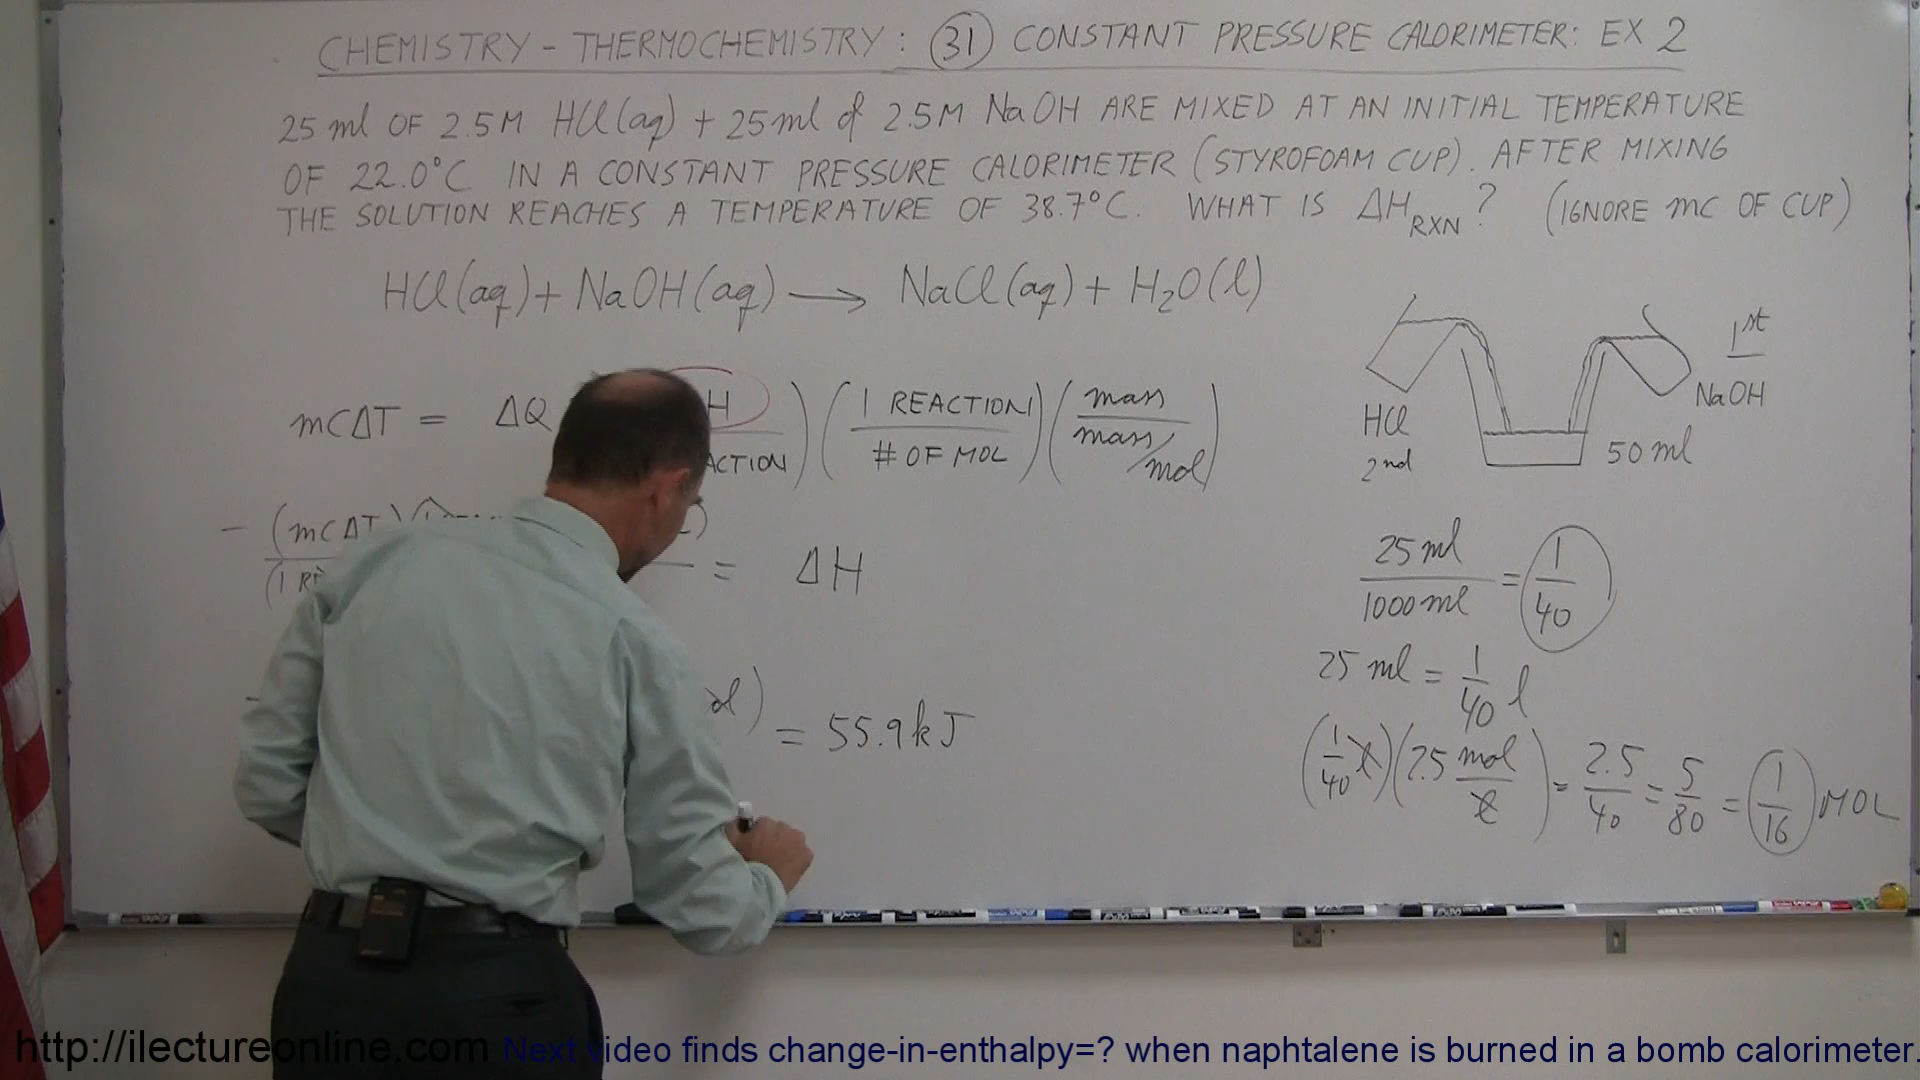 CHEMISTRY - THERMOCHEMISTRY : 31 CONSTANT PRESSURE CALORIMETER: EX 2
25 ml OF 2.5M HCl(aq) + 25 ml of 2.5M NaOH ARE MIXED AT AN INITIAL TEMPERATURE
OF 22.0°C IN A CONSTANT PRESSURE CALORIMETER (STYROFOAM CUP). AFTER MIXING
THE SOLUTION REACHES A TEMPERATURE OF 38.7°C. WHAT IS ΔH RXN ? (IGNORE mc OF CUP)
HCl(aq) + NaOH(aq) → NaCl(aq) + H₂O(l)
mCΔT = ΔQ H ) ( 1 REACTION / # OF MOL ) ( mass / mass/mol )
- (mCΔT) = ΔH
(1
) = 55.9kJ
1st
NaOH
HCl
2nd
50 ml
25 ml / 1000 ml = 1/40
25 ml = 1/40 l
(1/40 l)(2.5 mol/l) = 2.5/40 = 5/80 = 1/16 MOL
http://ilectureonline.com Next video finds change-in-enthalpy=? when naphtalene is burned in a bomb calorimeter.